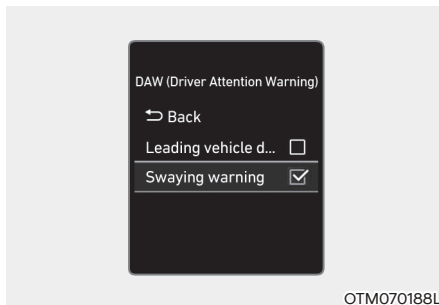 DAW (Driver Attention Warning)
Back
Leading vehicle d...
Swaying warning
OTM070188L